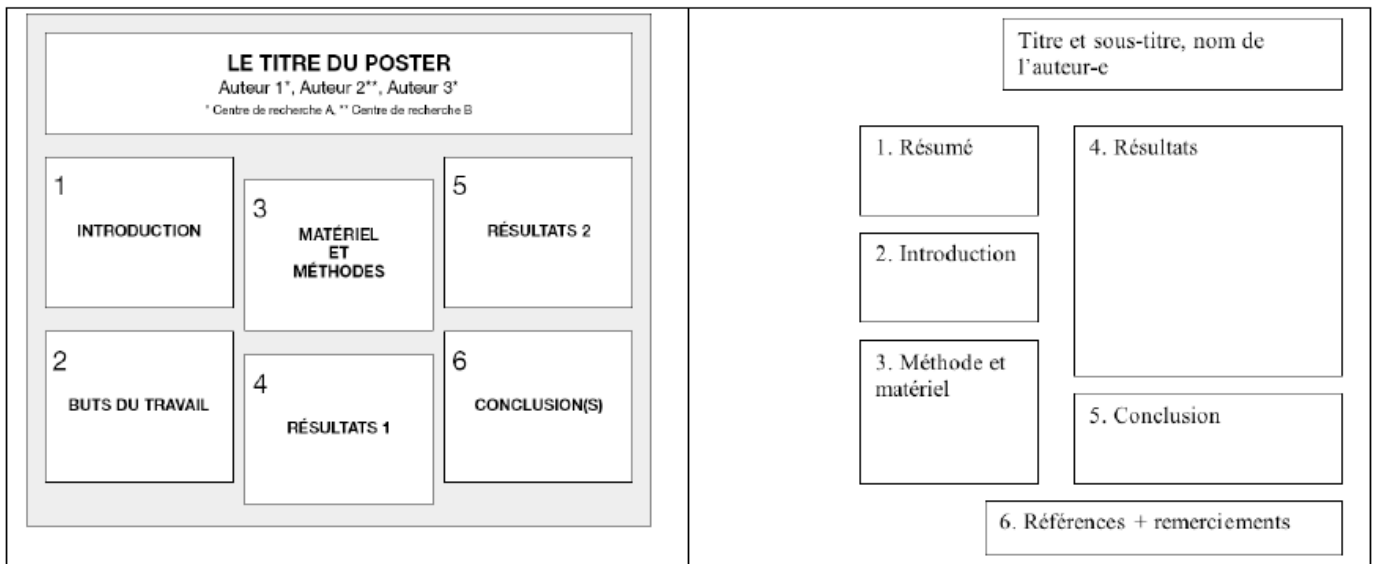 LE TITRE DU POSTER
Auteur 1*, Auteur 2**, Auteur 3*
* Centre de recherche A, ** Centre de recherche B
1
INTRODUCTION
2
BUTS DU TRAVAIL
3
MATÉRIEL
ET
MÉTHODES
4
RÉSULTATS 1
5
RÉSULTATS 2
6
CONCLUSION(S)
Titre et sous-titre, nom de
l'auteur-e
1. Résumé
2. Introduction
3. Méthode et
matériel
4. Résultats
5. Conclusion
6. Références + remerciements